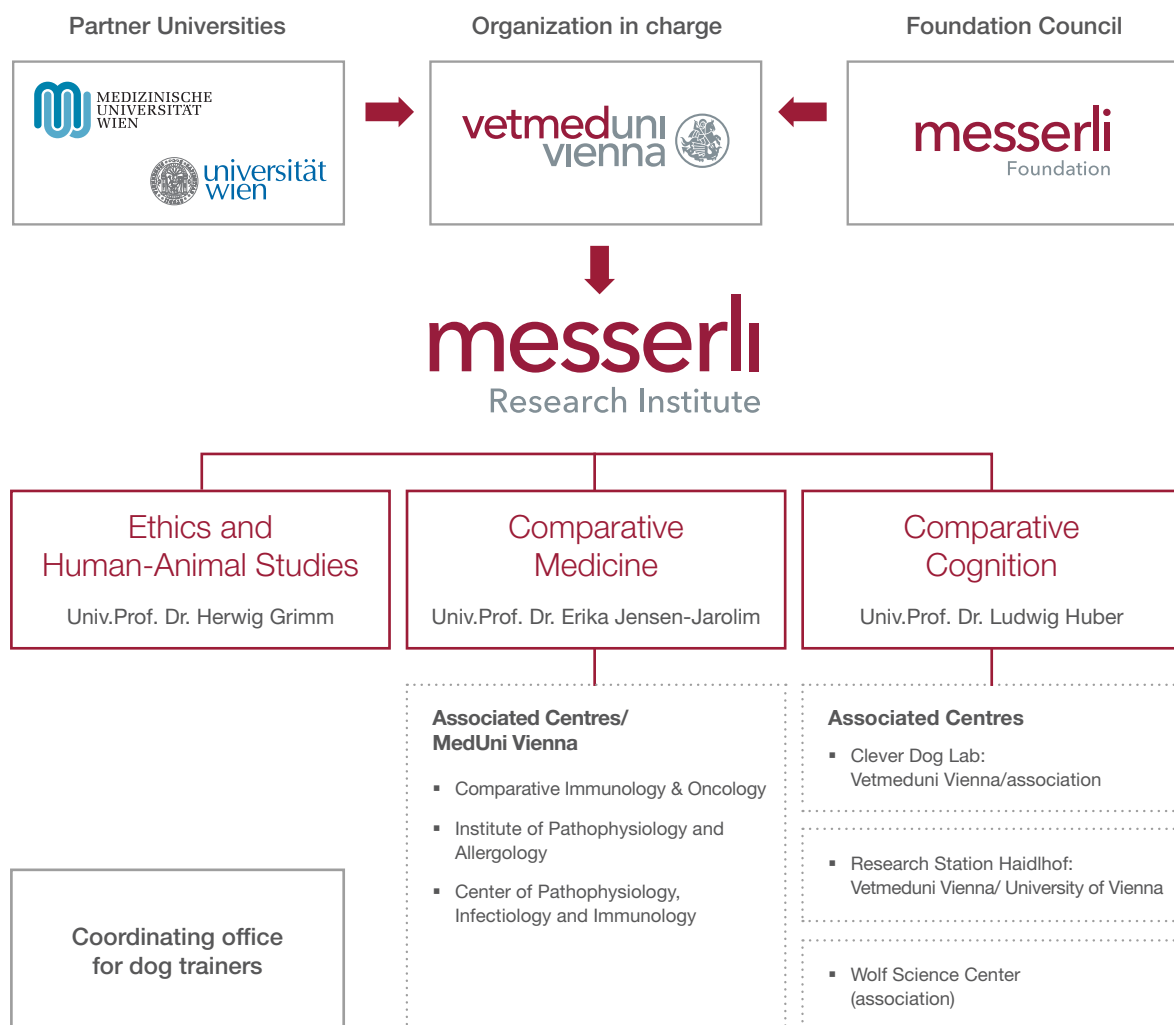 Partner Universities
Organization in charge
Foundation Council
MEDIZINISCHE
UNIVERSITÄT
WIEN
universität
wien
vetmeduni
vienna
messerli
Foundation
messerli
Research Institute
Ethics and
Human-Animal Studies
Univ.Prof. Dr. Herwig Grimm
Comparative
Medicine
Univ.Prof. Dr. Erika Jensen-Jarolim
Comparative
Cognition
Univ.Prof. Dr. Ludwig Huber
Associated Centres/
MedUni Vienna
▪ Comparative Immunology & Oncology
▪ Institute of Pathophysiology and
Allergology
▪ Center of Pathophysiology,
Infectiology and Immunology
Associated Centres
▪ Clever Dog Lab:
Vetmeduni Vienna/association
▪ Research Station Haidlhof:
Vetmeduni Vienna/ University of Vienna
▪ Wolf Science Center
(association)
Coordinating office
for dog trainers